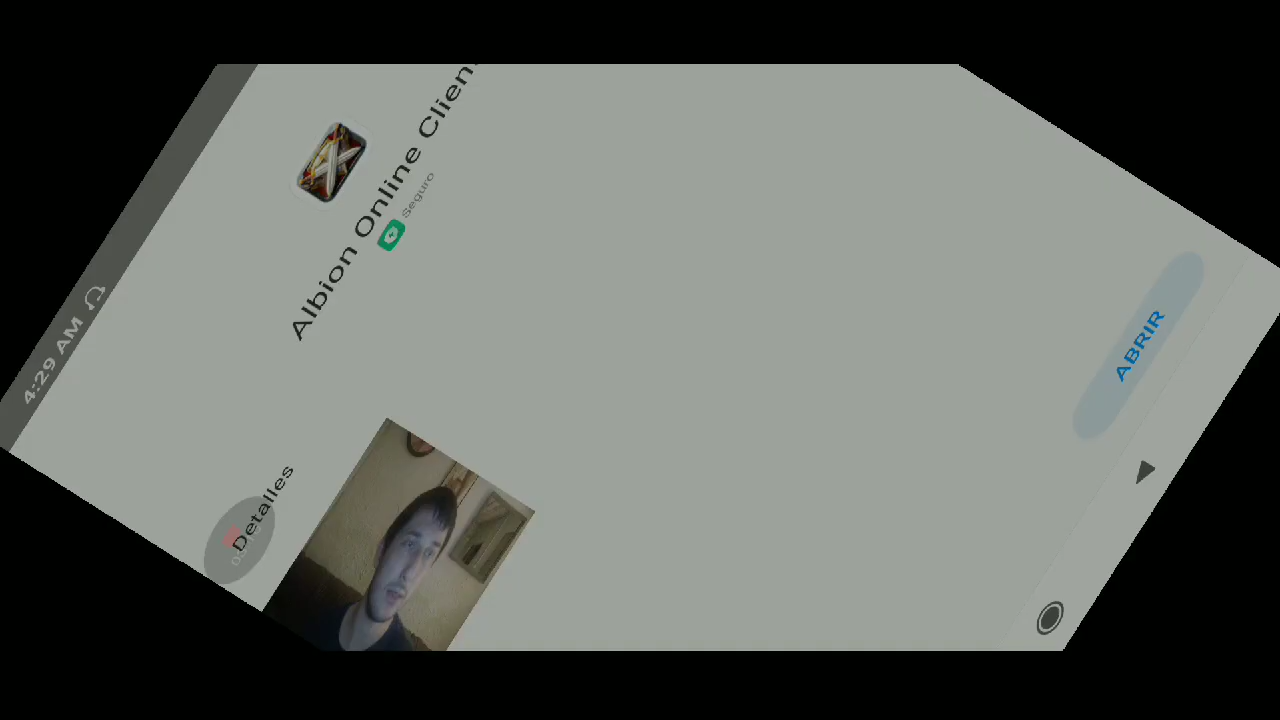 4:29 AM
Detalles
Albion Online Clien
Seguro
ABRIR